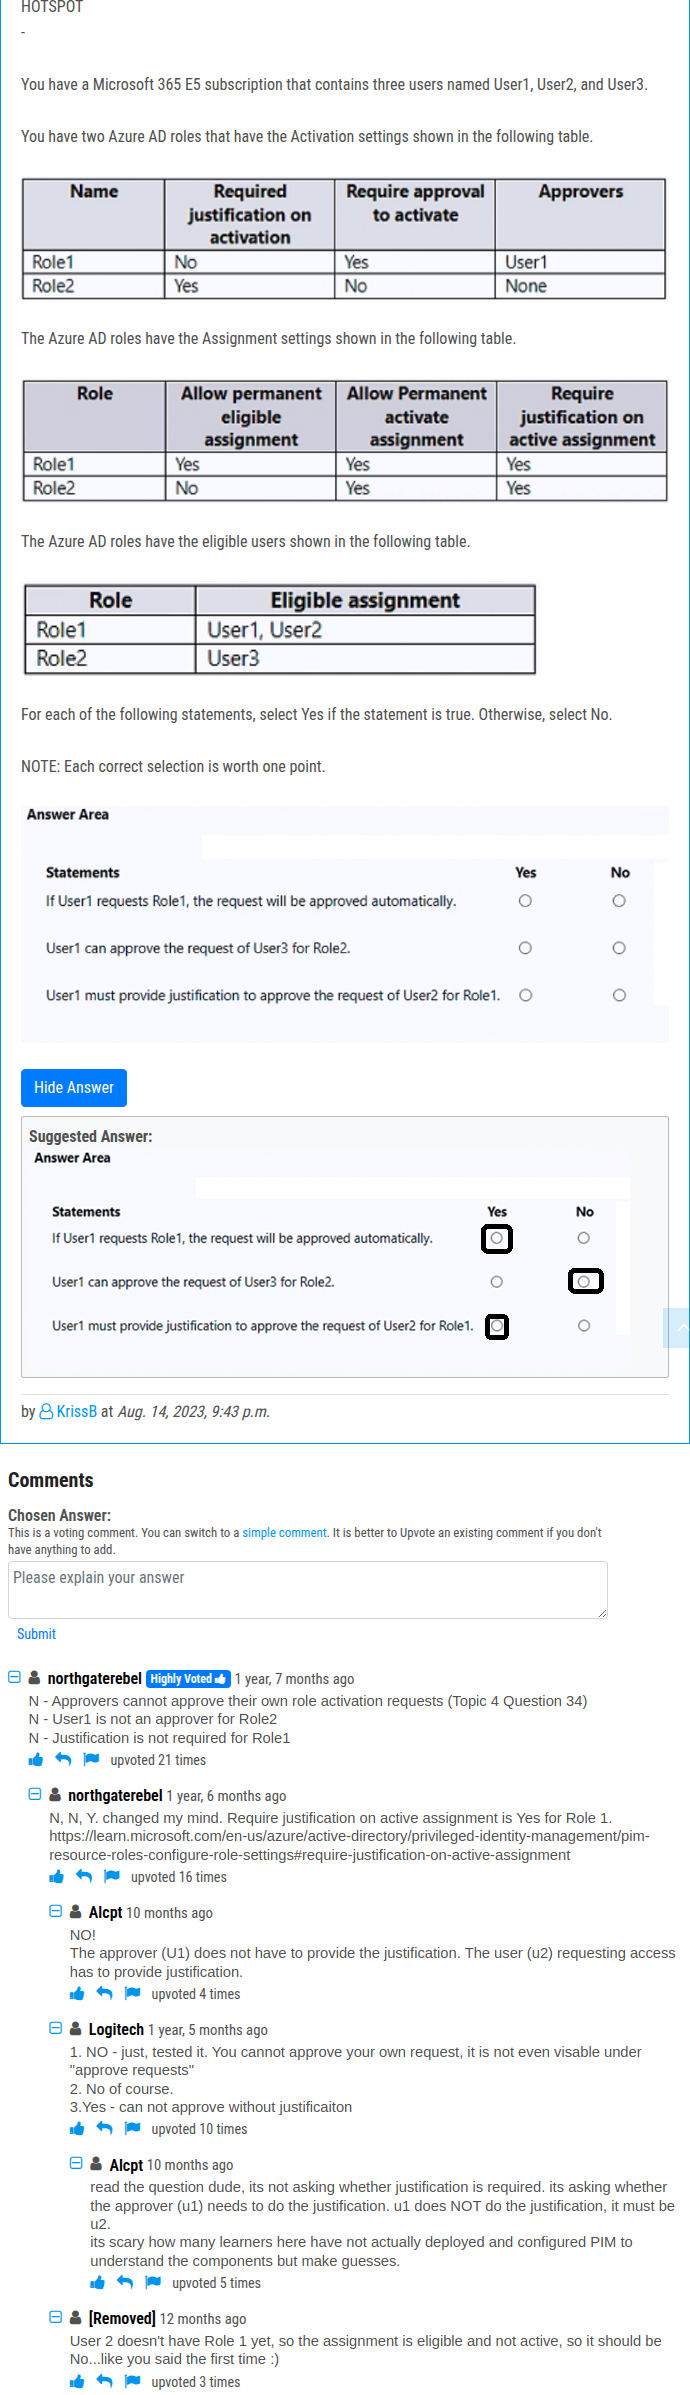 HOTSPOT
-
You have a Microsoft 365 E5 subscription that contains three users named User1, User2, and User3.
You have two Azure AD roles that have the Activation settings shown in the following table.
Name Required justification on activation Require approval to activate Approvers
Role1 No Yes User1
Role2 Yes No None
The Azure AD roles have the Assignment settings shown in the following table.
Role Allow permanent eligible assignment Allow Permanent activate assignment Require justification on active assignment
Role1 Yes Yes Yes
Role2 No Yes Yes
The Azure AD roles have the eligible users shown in the following table.
Role Eligible assignment
Role1 User1, User2
Role2 User3
For each of the following statements, select Yes if the statement is true. Otherwise, select No.
NOTE: Each correct selection is worth one point.
Answer Area
Statements Yes No
If User1 requests Role1, the request will be approved automatically.
User1 can approve the request of User3 for Role2.
User1 must provide justification to approve the request of User2 for Role1.
Hide Answer
Suggested Answer:
Answer Area
Statements Yes No
If User1 requests Role1, the request will be approved automatically.
User1 can approve the request of User3 for Role2.
User1 must provide justification to approve the request of User2 for Role1.
by KrissB at Aug. 14, 2023, 9:43 p.m.
Comments
Chosen Answer:
This is a voting comment. You can switch to a simple comment. It is better to Upvote an existing comment if you don't
have anything to add.
Please explain your answer
Submit
northgaterebel Highly Voted 1 year, 7 months ago
N - Approvers cannot approve their own role activation requests (Topic 4 Question 34)
N - User1 is not an approver for Role2
N - Justification is not required for Role1
upvoted 21 times
northgaterebel 1 year, 6 months ago
N, N, Y. changed my mind. Require justification on active assignment is Yes for Role 1.
https://learn.microsoft.com/en-us/azure/active-directory/privileged-identity-management/pim-
resource-roles-configure-role-settings#require-justification-on-active-assignment
upvoted 16 times
Alcpt 10 months ago
NO!
The approver (U1) does not have to provide the justification. The user (u2) requesting access
has to provide justification.
upvoted 4 times
Logitech 1 year, 5 months ago
1. NO - just, tested it. You cannot approve your own request, it is not even visable under
"approve requests"
2. No of course.
3.Yes - can not approve without justificaiton
upvoted 10 times
Alcpt 10 months ago
read the question dude, its not asking whether justification is required. its asking whether
the approver (u1) needs to do the justification. u1 does NOT do the justification, it must be
u2.
its scary how many learners here have not actually deployed and configured PIM to
understand the components but make guesses.
upvoted 5 times
[Removed] 12 months ago
User 2 doesn't have Role 1 yet, so the assignment is eligible and not active, so it should be
No...like you said the first time :)
upvoted 3 times